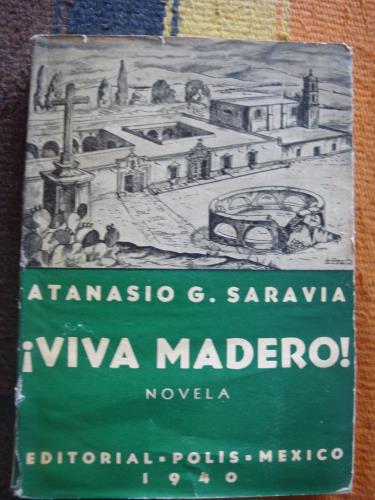 ATANASIO G. SARAVIA
¡VIVA MADERO!
NOVELA
EDITORIAL - POLIS - MEXICO
1940